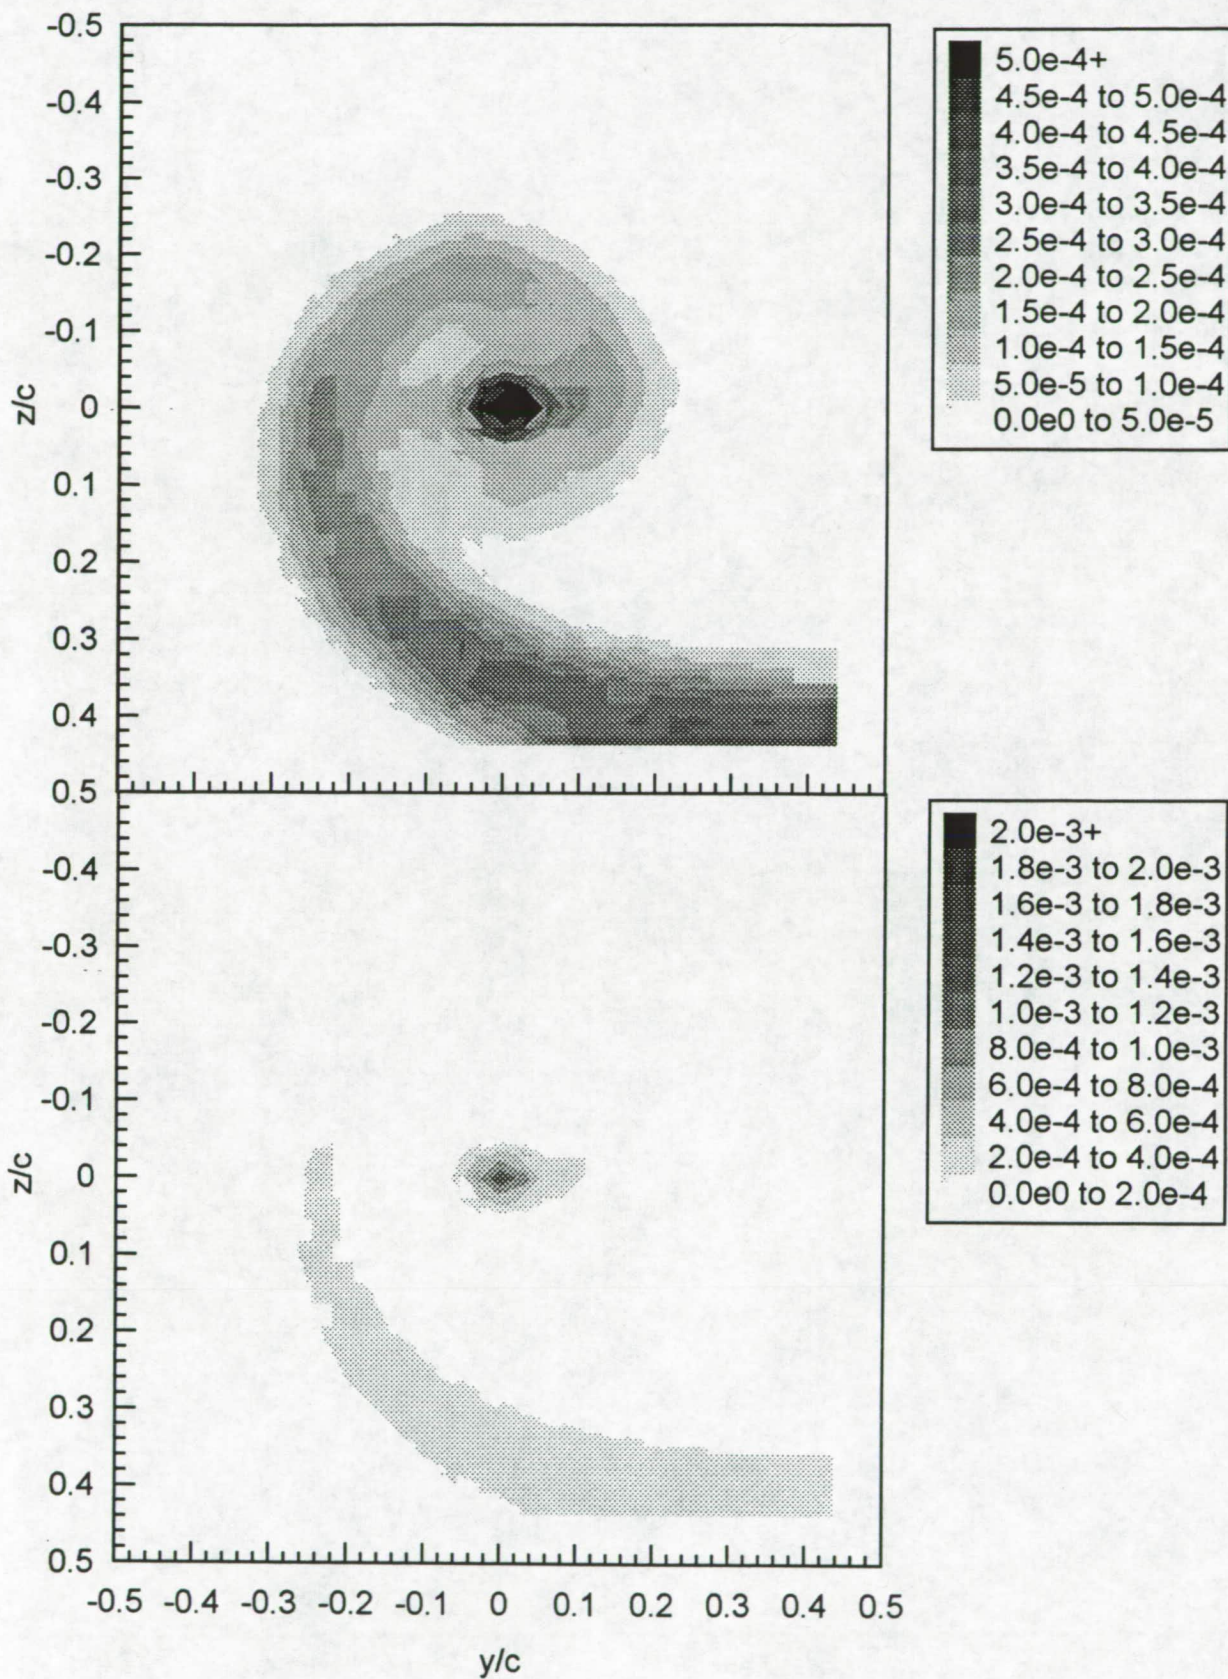 -0.5
-0.4
-0.3
-0.2
-0.1
0
0.1
0.2
0.3
0.4
0.5
z/c
5.0e-4+
4.5e-4 to 5.0e-4
4.0e-4 to 4.5e-4
3.5e-4 to 4.0e-4
3.0e-4 to 3.5e-4
2.5e-4 to 3.0e-4
2.0e-4 to 2.5e-4
1.5e-4 to 2.0e-4
1.0e-4 to 1.5e-4
5.0e-5 to 1.0e-4
0.0e0 to 5.0e-5
-0.4
-0.3
-0.2
-0.1
0
0.1
0.2
0.3
0.4
0.5
z/c
2.0e-3+
1.8e-3 to 2.0e-3
1.6e-3 to 1.8e-3
1.4e-3 to 1.6e-3
1.2e-3 to 1.4e-3
1.0e-3 to 1.2e-3
8.0e-4 to 1.0e-3
6.0e-4 to 8.0e-4
4.0e-4 to 6.0e-4
2.0e-4 to 4.0e-4
0.0e0 to 2.0e-4
-0.5 -0.4 -0.3 -0.2 -0.1 0 0.1 0.2 0.3 0.4 0.5
y/c